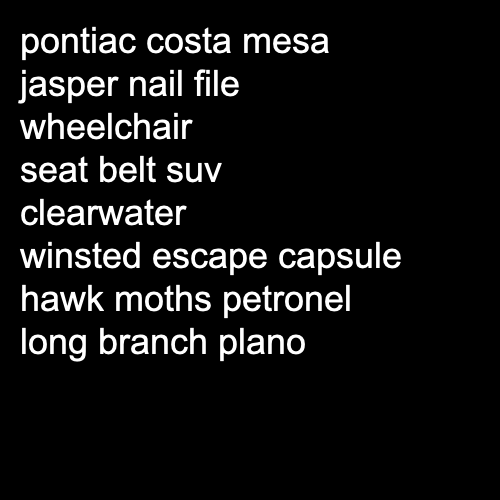 pontiac costa mesa
jasper nail file
wheelchair
seat belt suv
clearwater
winsted escape capsule
hawk moths petronel
long branch plano